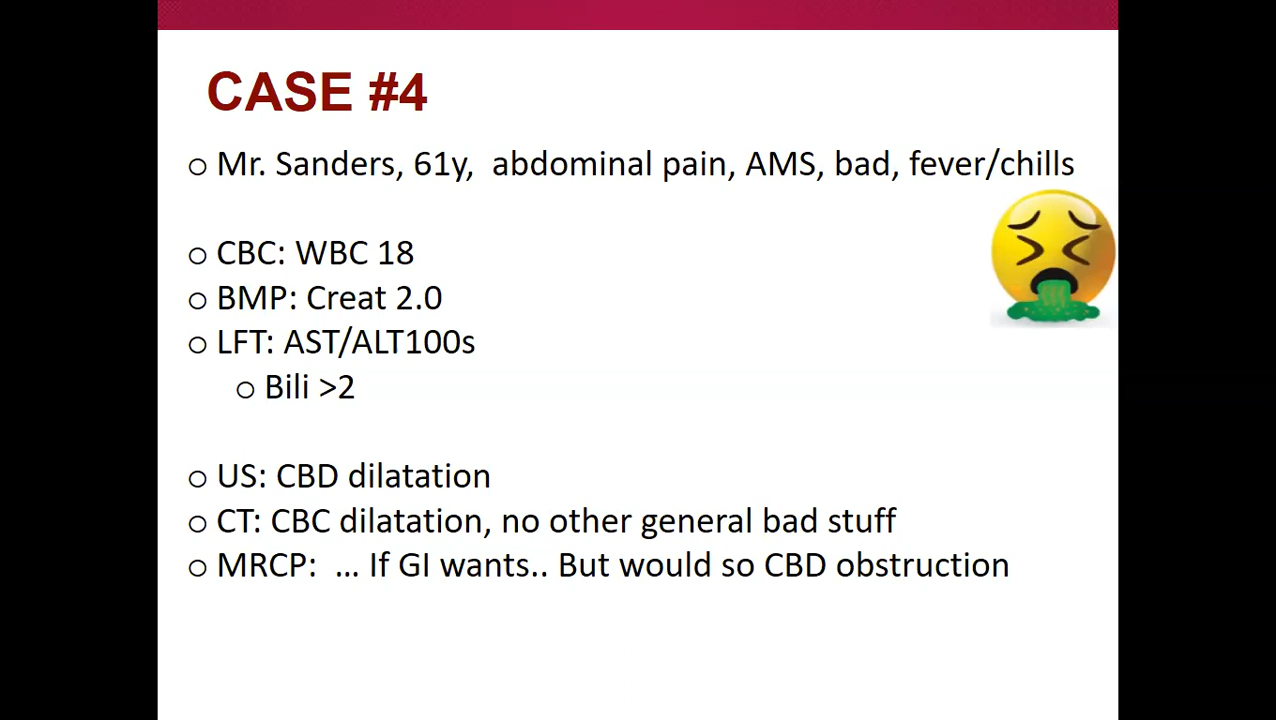 CASE #4
○ Mr. Sanders, 61y, abdominal pain, AMS, bad, fever/chills
○ CBC: WBC 18
○ BMP: Creat 2.0
○ LFT: AST/ALT100s
○ Bili >2
○ US: CBD dilatation
○ CT: CBC dilatation, no other general bad stuff
○ MRCP: ... If GI wants.. But would so CBD obstruction